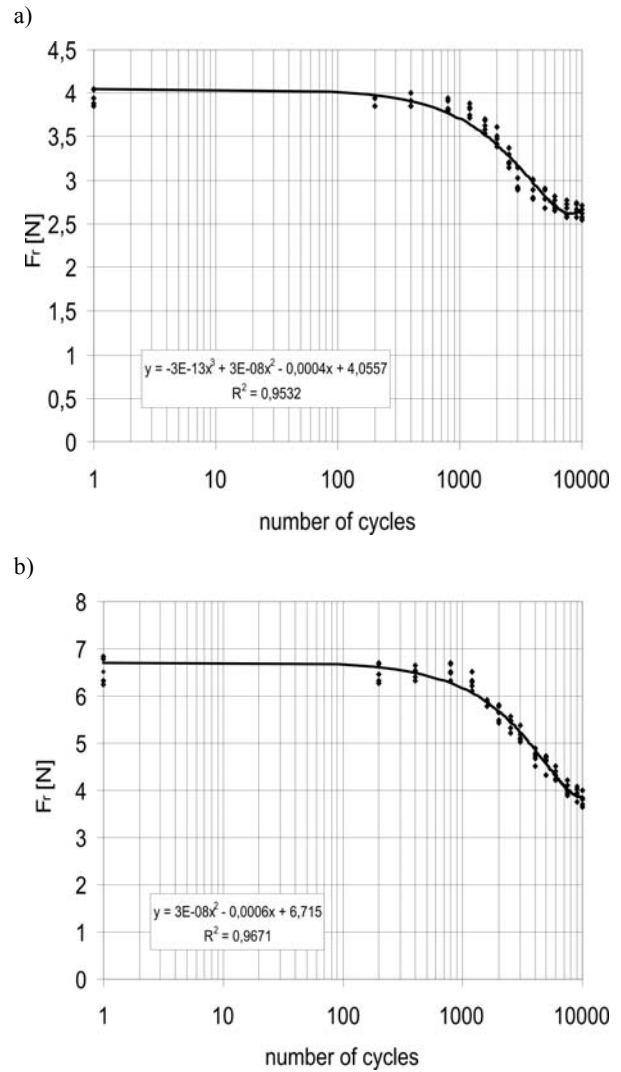 a)
4,5
4
3,5
3
2,5
2
1,5
1
0,5
0
Fr [N]
y = -3E-13x³ + 3E-08x² - 0,0004x + 4,0557
R² = 0,9532
1 10 100 1000 10000
number of cycles
b)
8
7
6
5
4
3
2
1
0
Fr [N]
y = 3E-08x² - 0,0006x + 6,715
R² = 0,9671
1 10 100 1000 10000
number of cycles